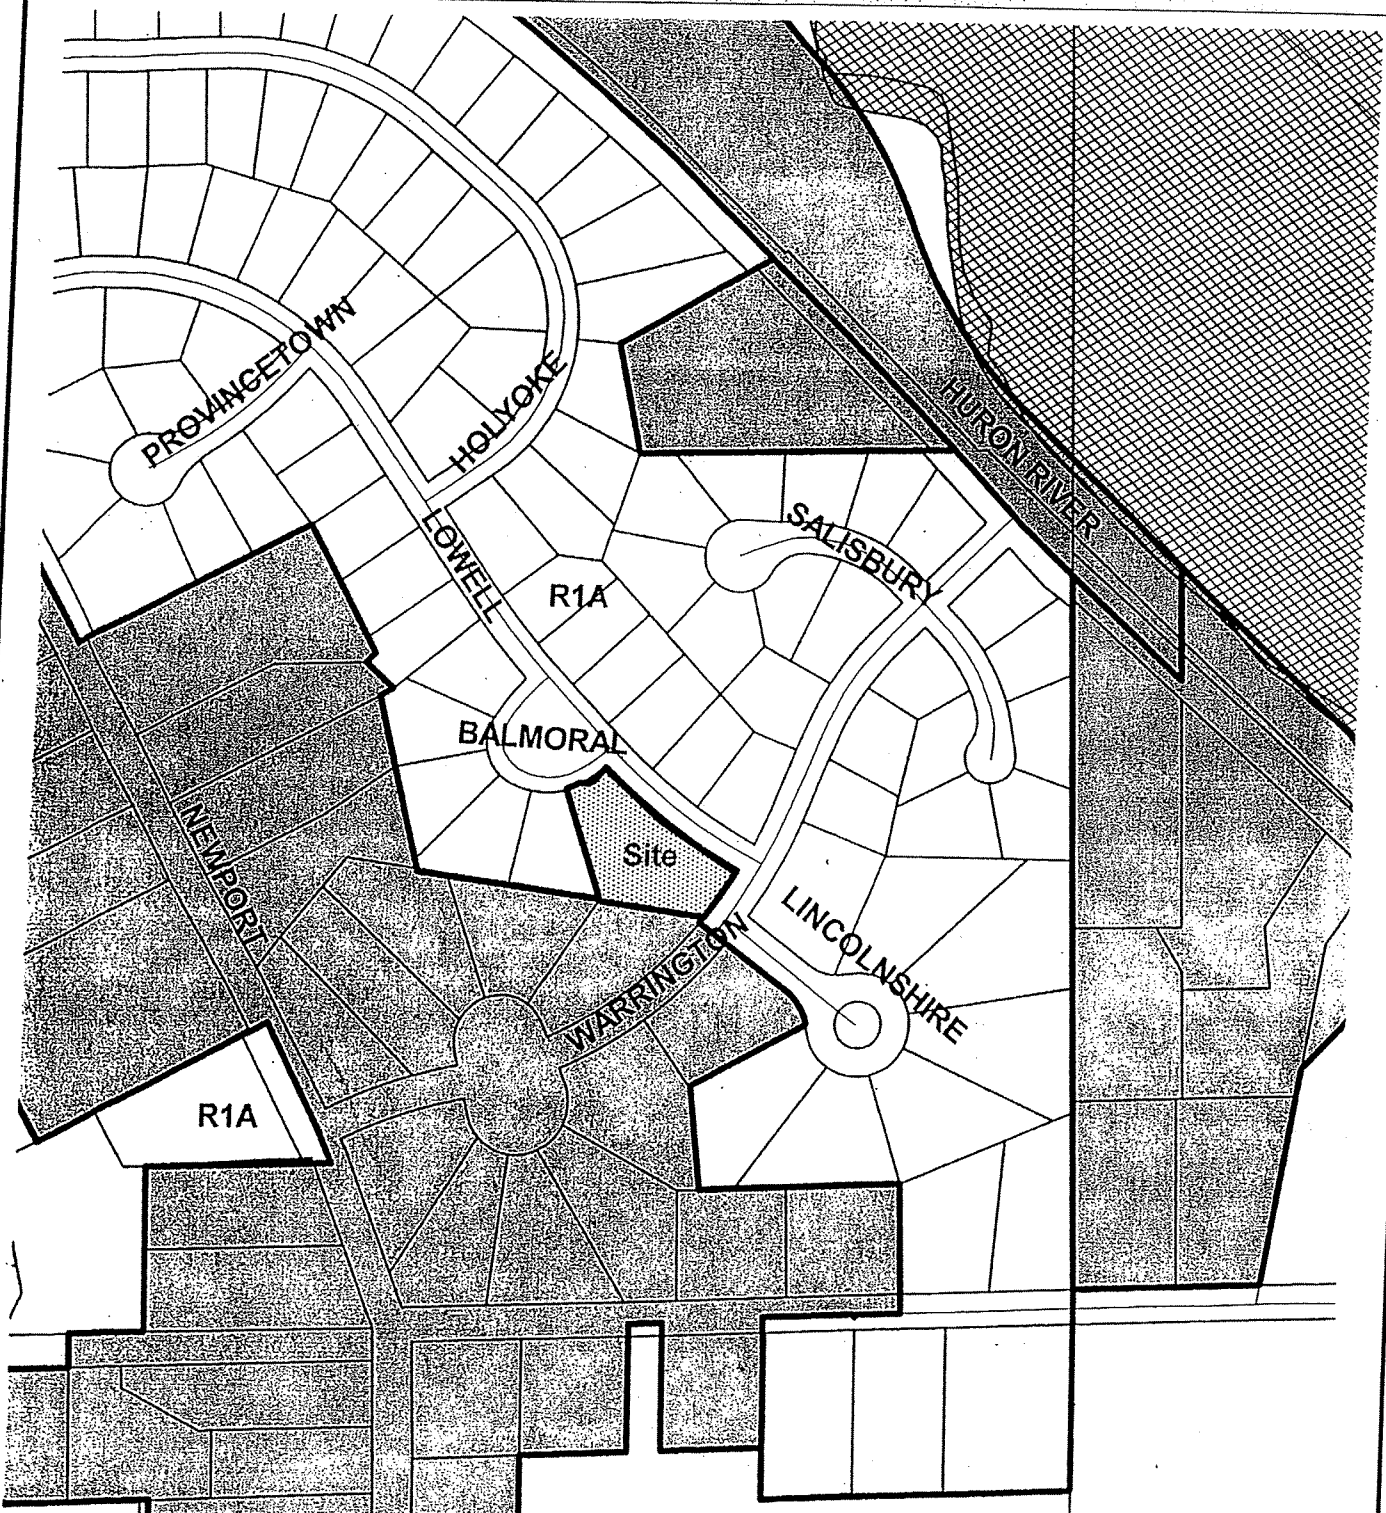 PROVINCETOWN
HOLYOKE
HURON RIVER
LOWELL
SALISBURY
R1A
BALMORAL
NEWPORT
Site
LINCOLNSHIRE
WARRINGTON
R1A